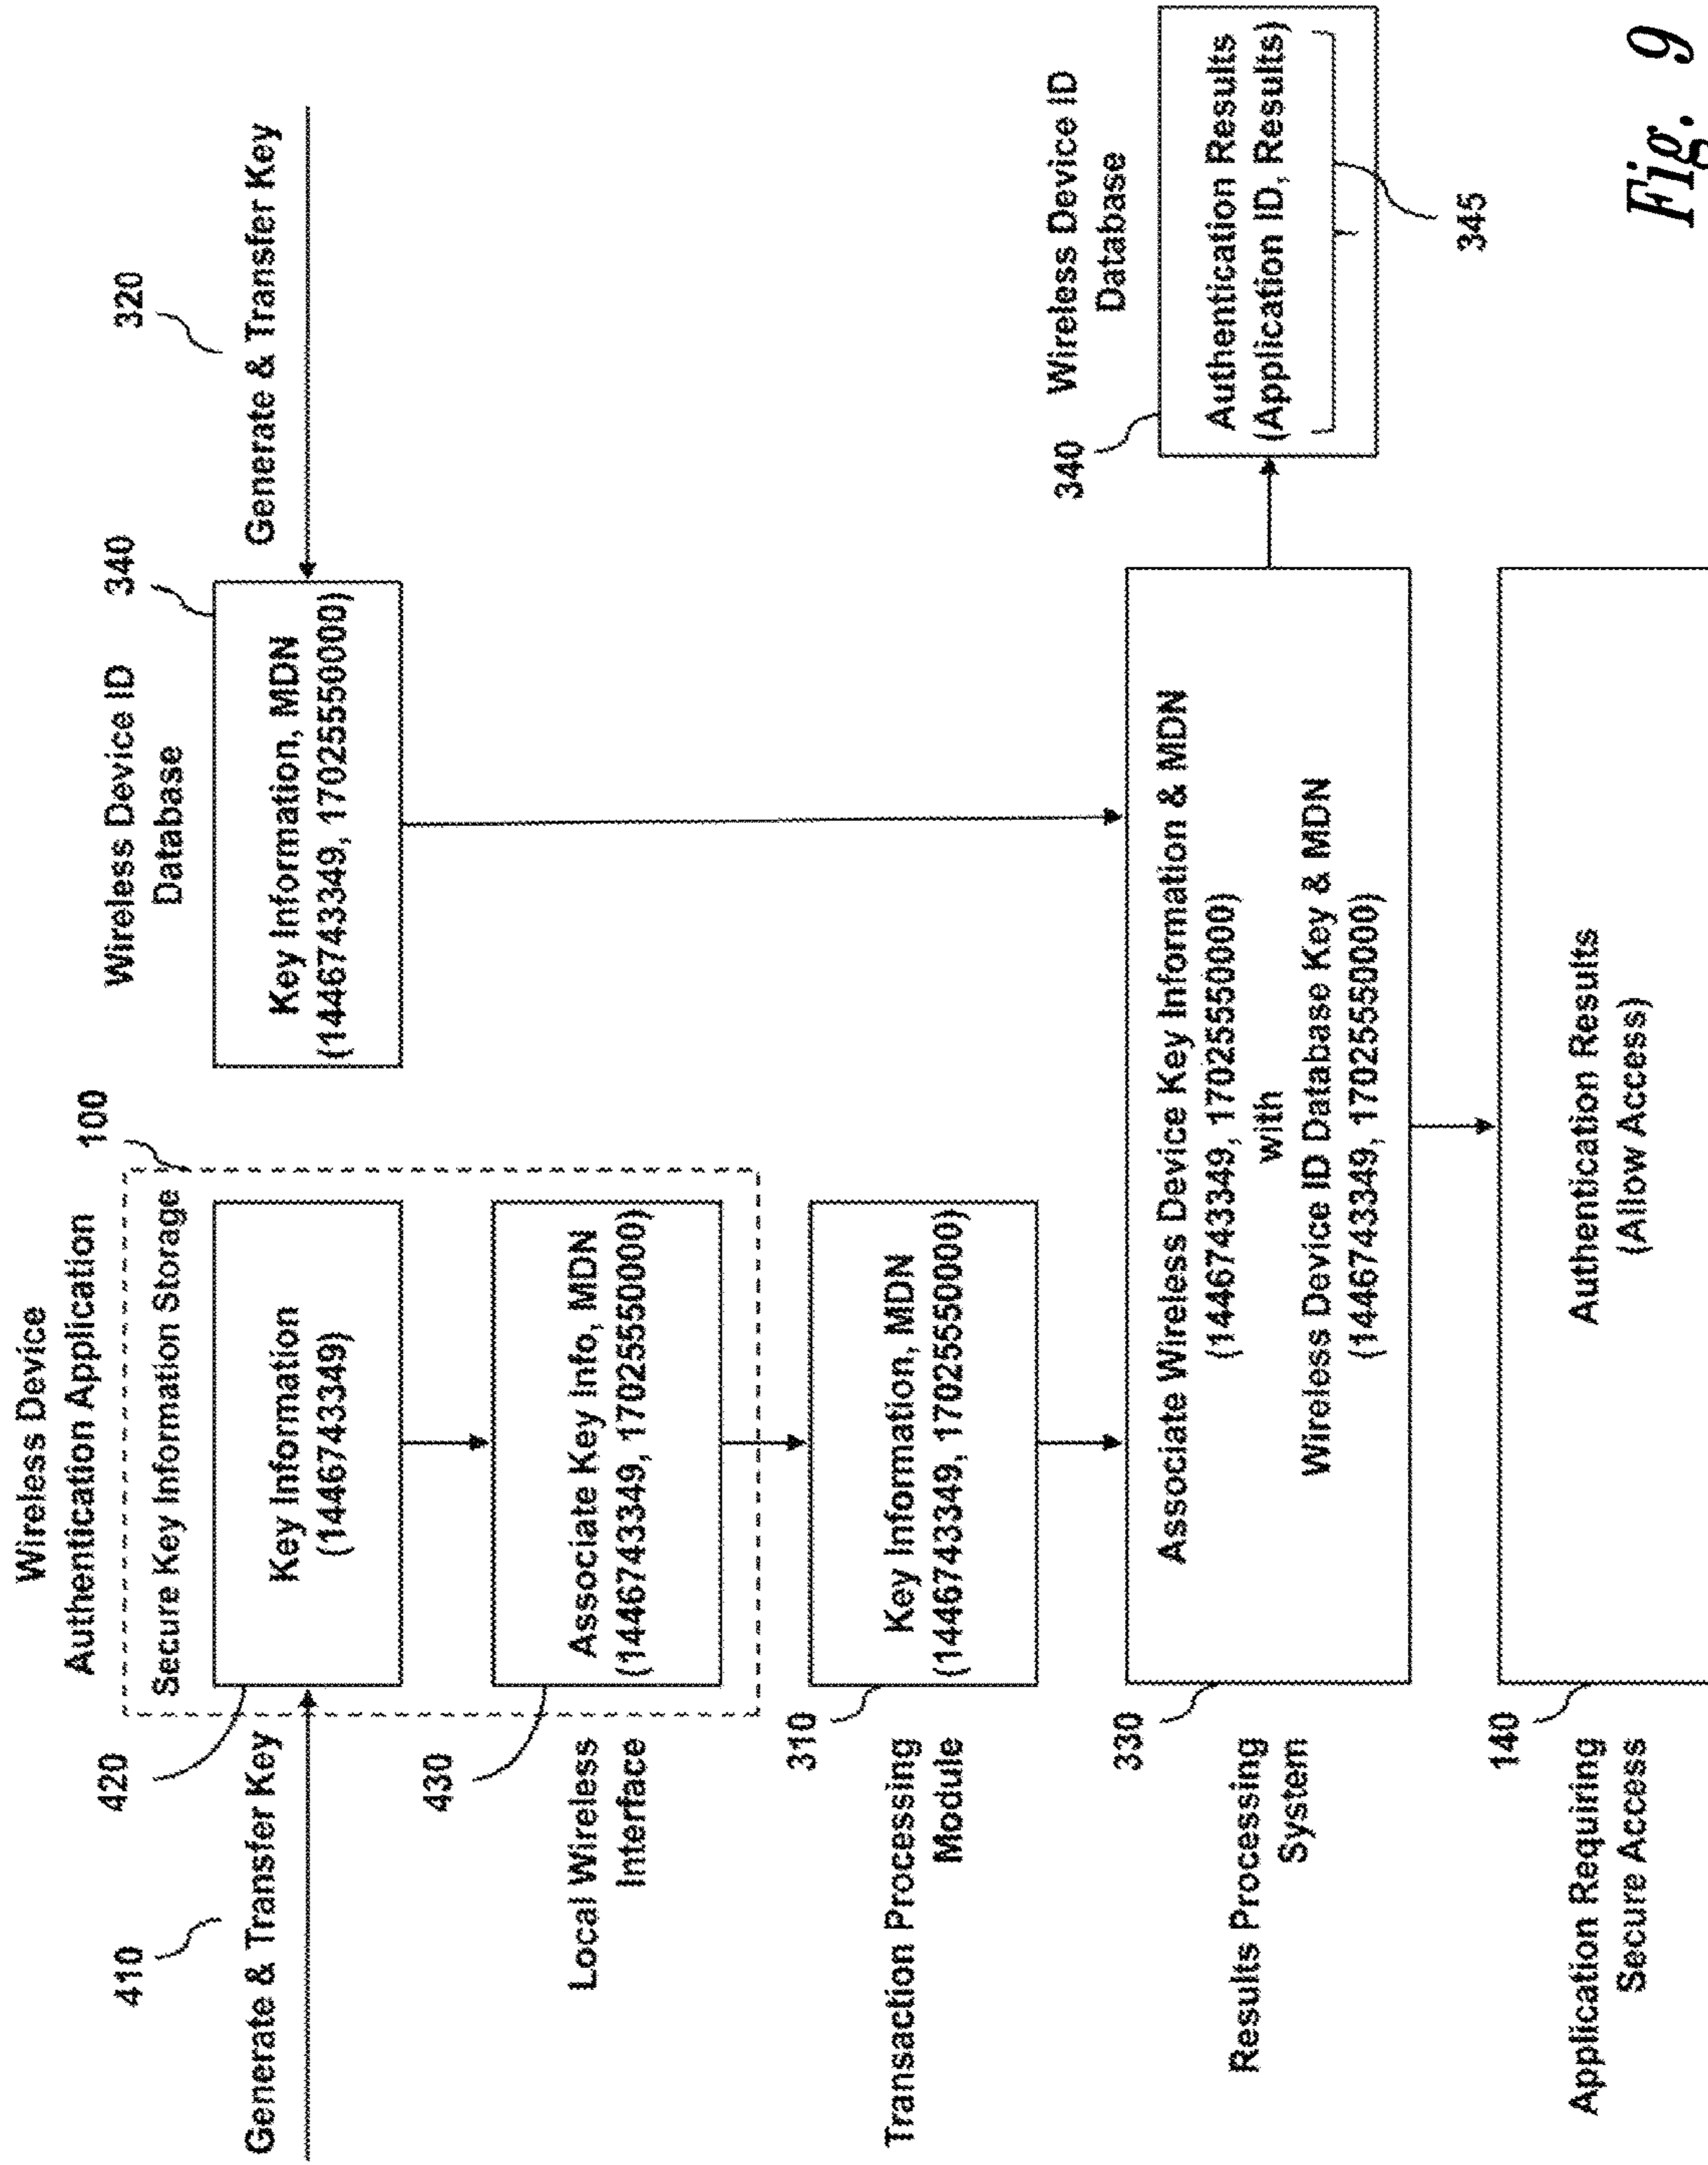 Wireless Device
Authentication Application
100
Secure Key Information Storage
410
Generate & Transfer Key
420
Key Information
(1446743349)
Wireless Device ID
Database
340
Key Information, MDN
(1446743349, 17025550000)
320
Generate & Transfer Key
430
Local Wireless
Interface
Associate Key Info, MDN
(1446743349, 17025550000)
310
Transaction Processing
Module
Key Information, MDN
(1446743349, 17025550000)
330
Results Processing
System
Associate Wireless Device Key Information & MDN
(1446743349, 17025550000)
with
Wireless Device ID Database Key & MDN
(1446743349, 17025550000)
340
Wireless Device ID
Database
Authentication Results
(Application ID, Results)
345
140
Application Requiring
Secure Access
Authentication Results
(Allow Access)
Fig. 9